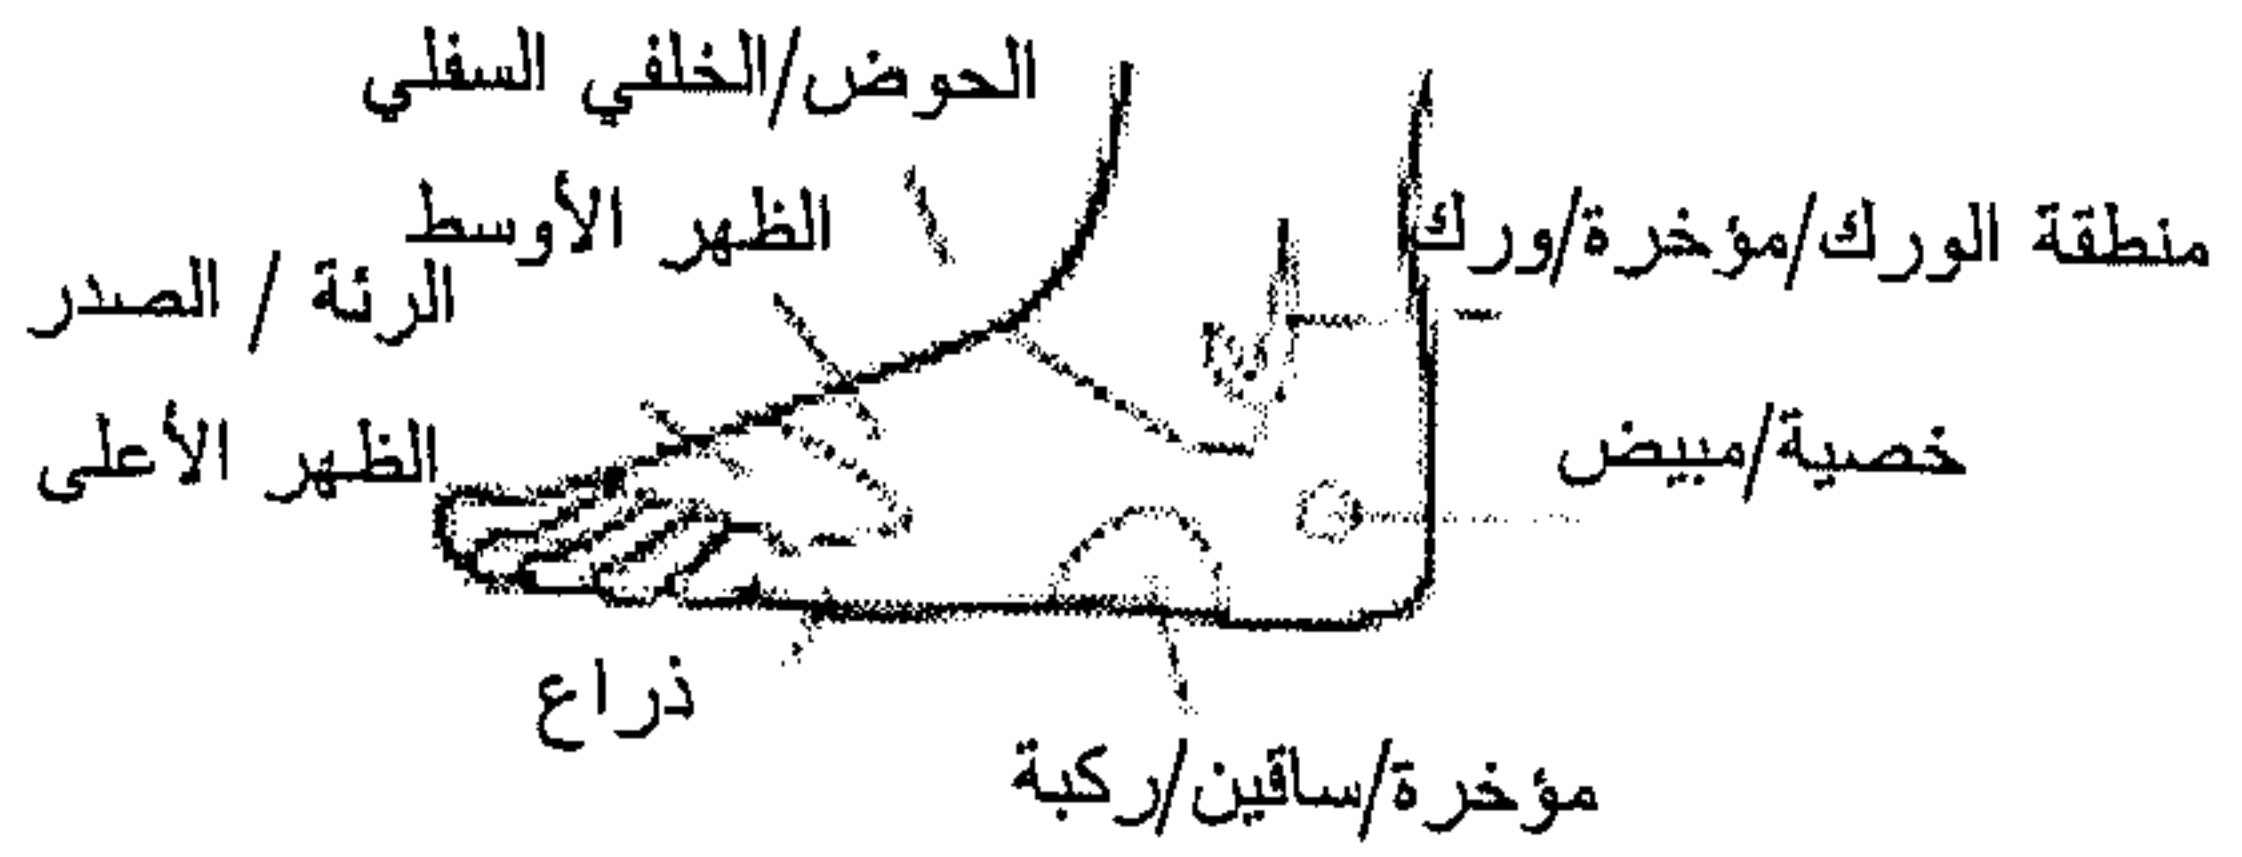 الحوض/الخلفي السفلي
الظهر الأوسط
منطقة الورك/مؤخرة/ورك
الرئة / الصدر
الظهر الأعلى
خصية/مبيض
ذراع
مؤخرة/ساقين/ركبة